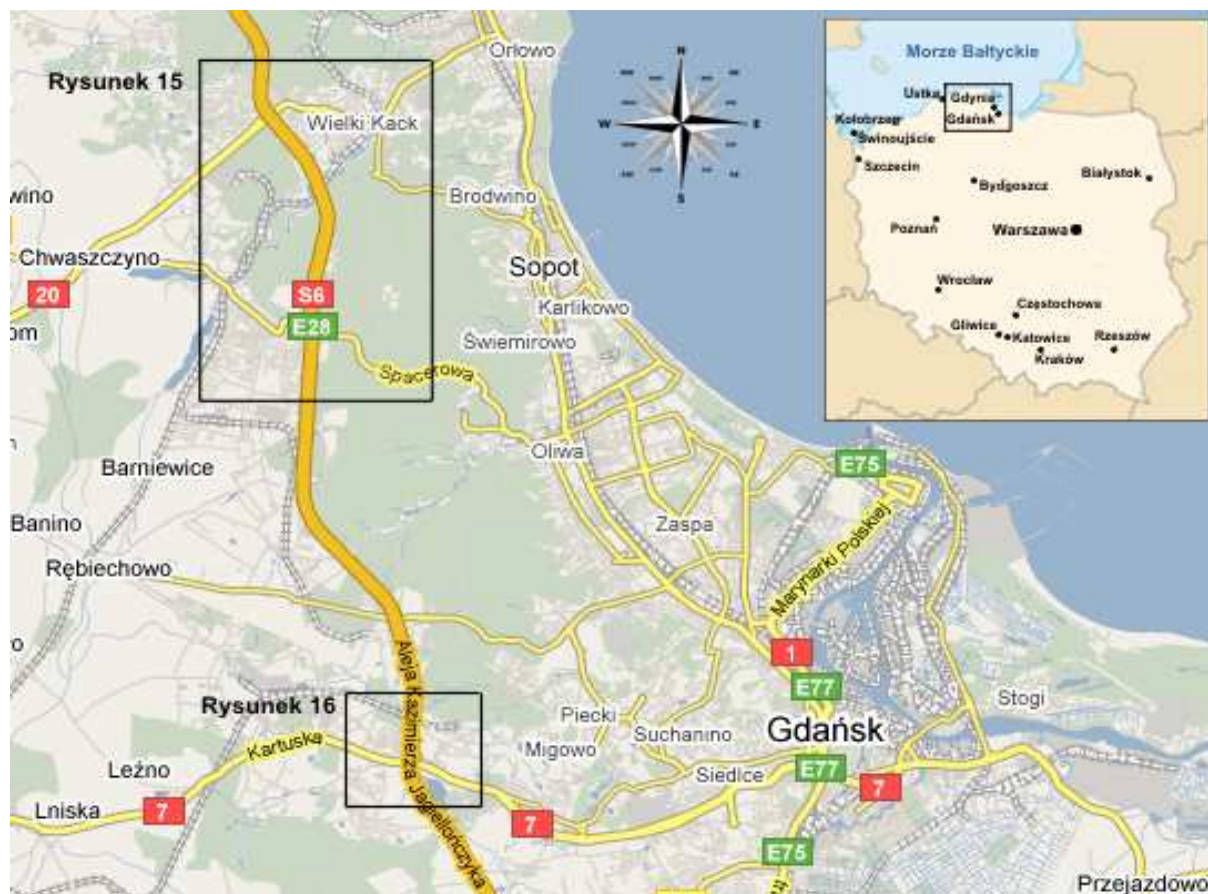 Orłowo
Rysunek 15
Wielki Kack
Brodwino
Chwaszczyno
Sopot
20
S6
Karlikowo
E28
Świemirowo
Spacerowa
Oliwa
Barniewice
E75
Banino
Zaspa
Rębiechowo
Marynarki Polskiej
1
Aleja Kazimierza Jagiellończyka
E77
Rysunek 16
Stogi
Piecki
Kartuska
Suchanino
Gdańsk
Migowo
Leźno
Siedlce
E77
7
Lniska
7
7
E75
Przejazdowo
N
W
E
S
Morze Bałtyckie
Ustka
Gdynia
Gdańsk
Kołobrzeg
Świnoujście
Szczecin
Białystok
Bydgoszcz
Poznań
Warszawa
Wrocław
Częstochowa
Gliwice
Katowice
Rzeszów
Kraków